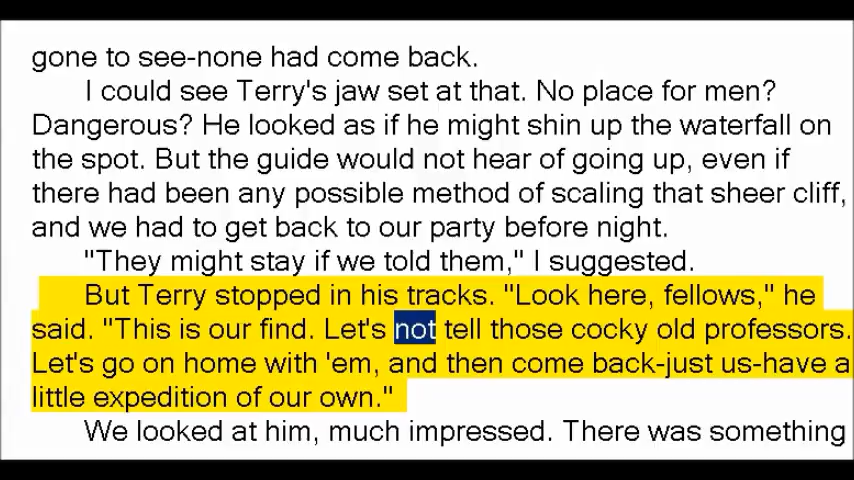 gone to see-none had come back.
I could see Terry's jaw set at that. No place for men?
Dangerous? He looked as if he might shin up the waterfall on
the spot. But the guide would not hear of going up, even if
there had been any possible method of scaling that sheer cliff,
and we had to get back to our party before night.
"They might stay if we told them," I suggested.
But Terry stopped in his tracks. "Look here, fellows," he
said. "This is our find. Let's not tell those cocky old professors.
Let's go on home with 'em, and then come back-just us-have a
little expedition of our own."
We looked at him, much impressed. There was something